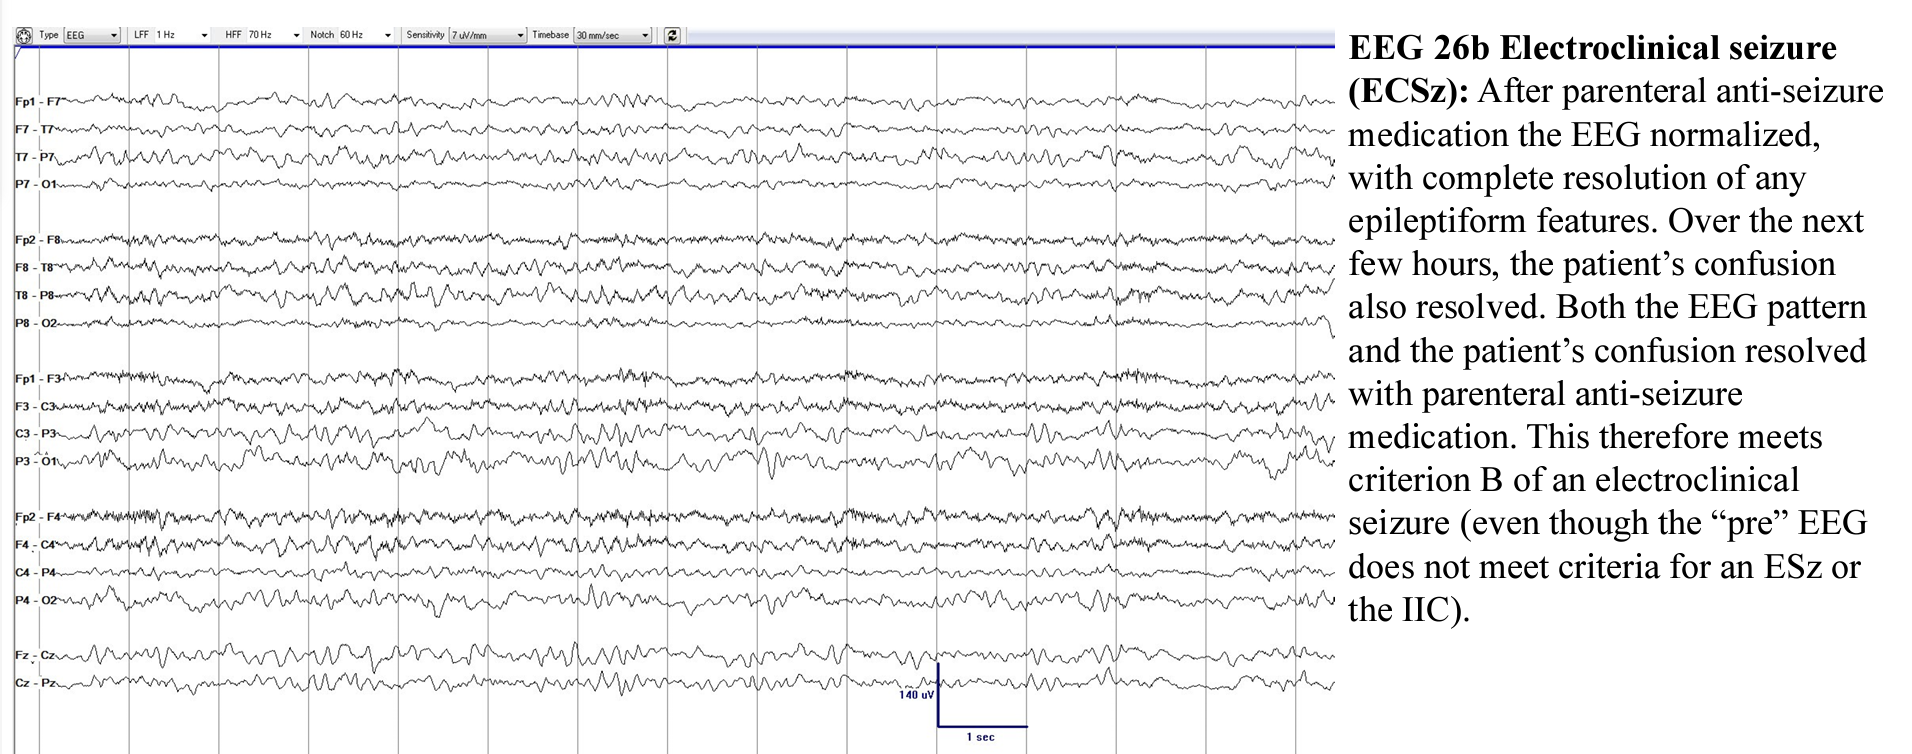 Type EEG LFF 1 Hz HFF 70 Hz Notch 60 Hz Sensitivity 7 uV/mm Timebase 30 mm/sec
Fp1 - F7
F7 - T7
T7 - P7
P7 - O1
Fp2 - F8
F8 - T8
T8 - P8
P8 - O2
Fp1 - F3
F3 - C3
C3 - P3
P3 - O1
Fp2 - F4
F4 - C4
C4 - P4
P4 - O2
Fz - Cz
Cz - Pz
140 uV
1 sec
EEG 26b Electroclinical seizure
(ECSz): After parenteral anti-seizure
medication the EEG normalized,
with complete resolution of any
epileptiform features. Over the next
few hours, the patient’s confusion
also resolved. Both the EEG pattern
and the patient’s confusion resolved
with parenteral anti-seizure
medication. This therefore meets
criterion B of an electroclinical
seizure (even though the “pre” EEG
does not meet criteria for an ESz or
the IIC).